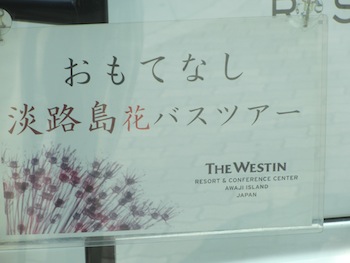 おもてなし
淡路島花バスツアー
THE WESTIN
RESORT & CONFERENCE CENTER
AWAJI ISLAND
JAPAN